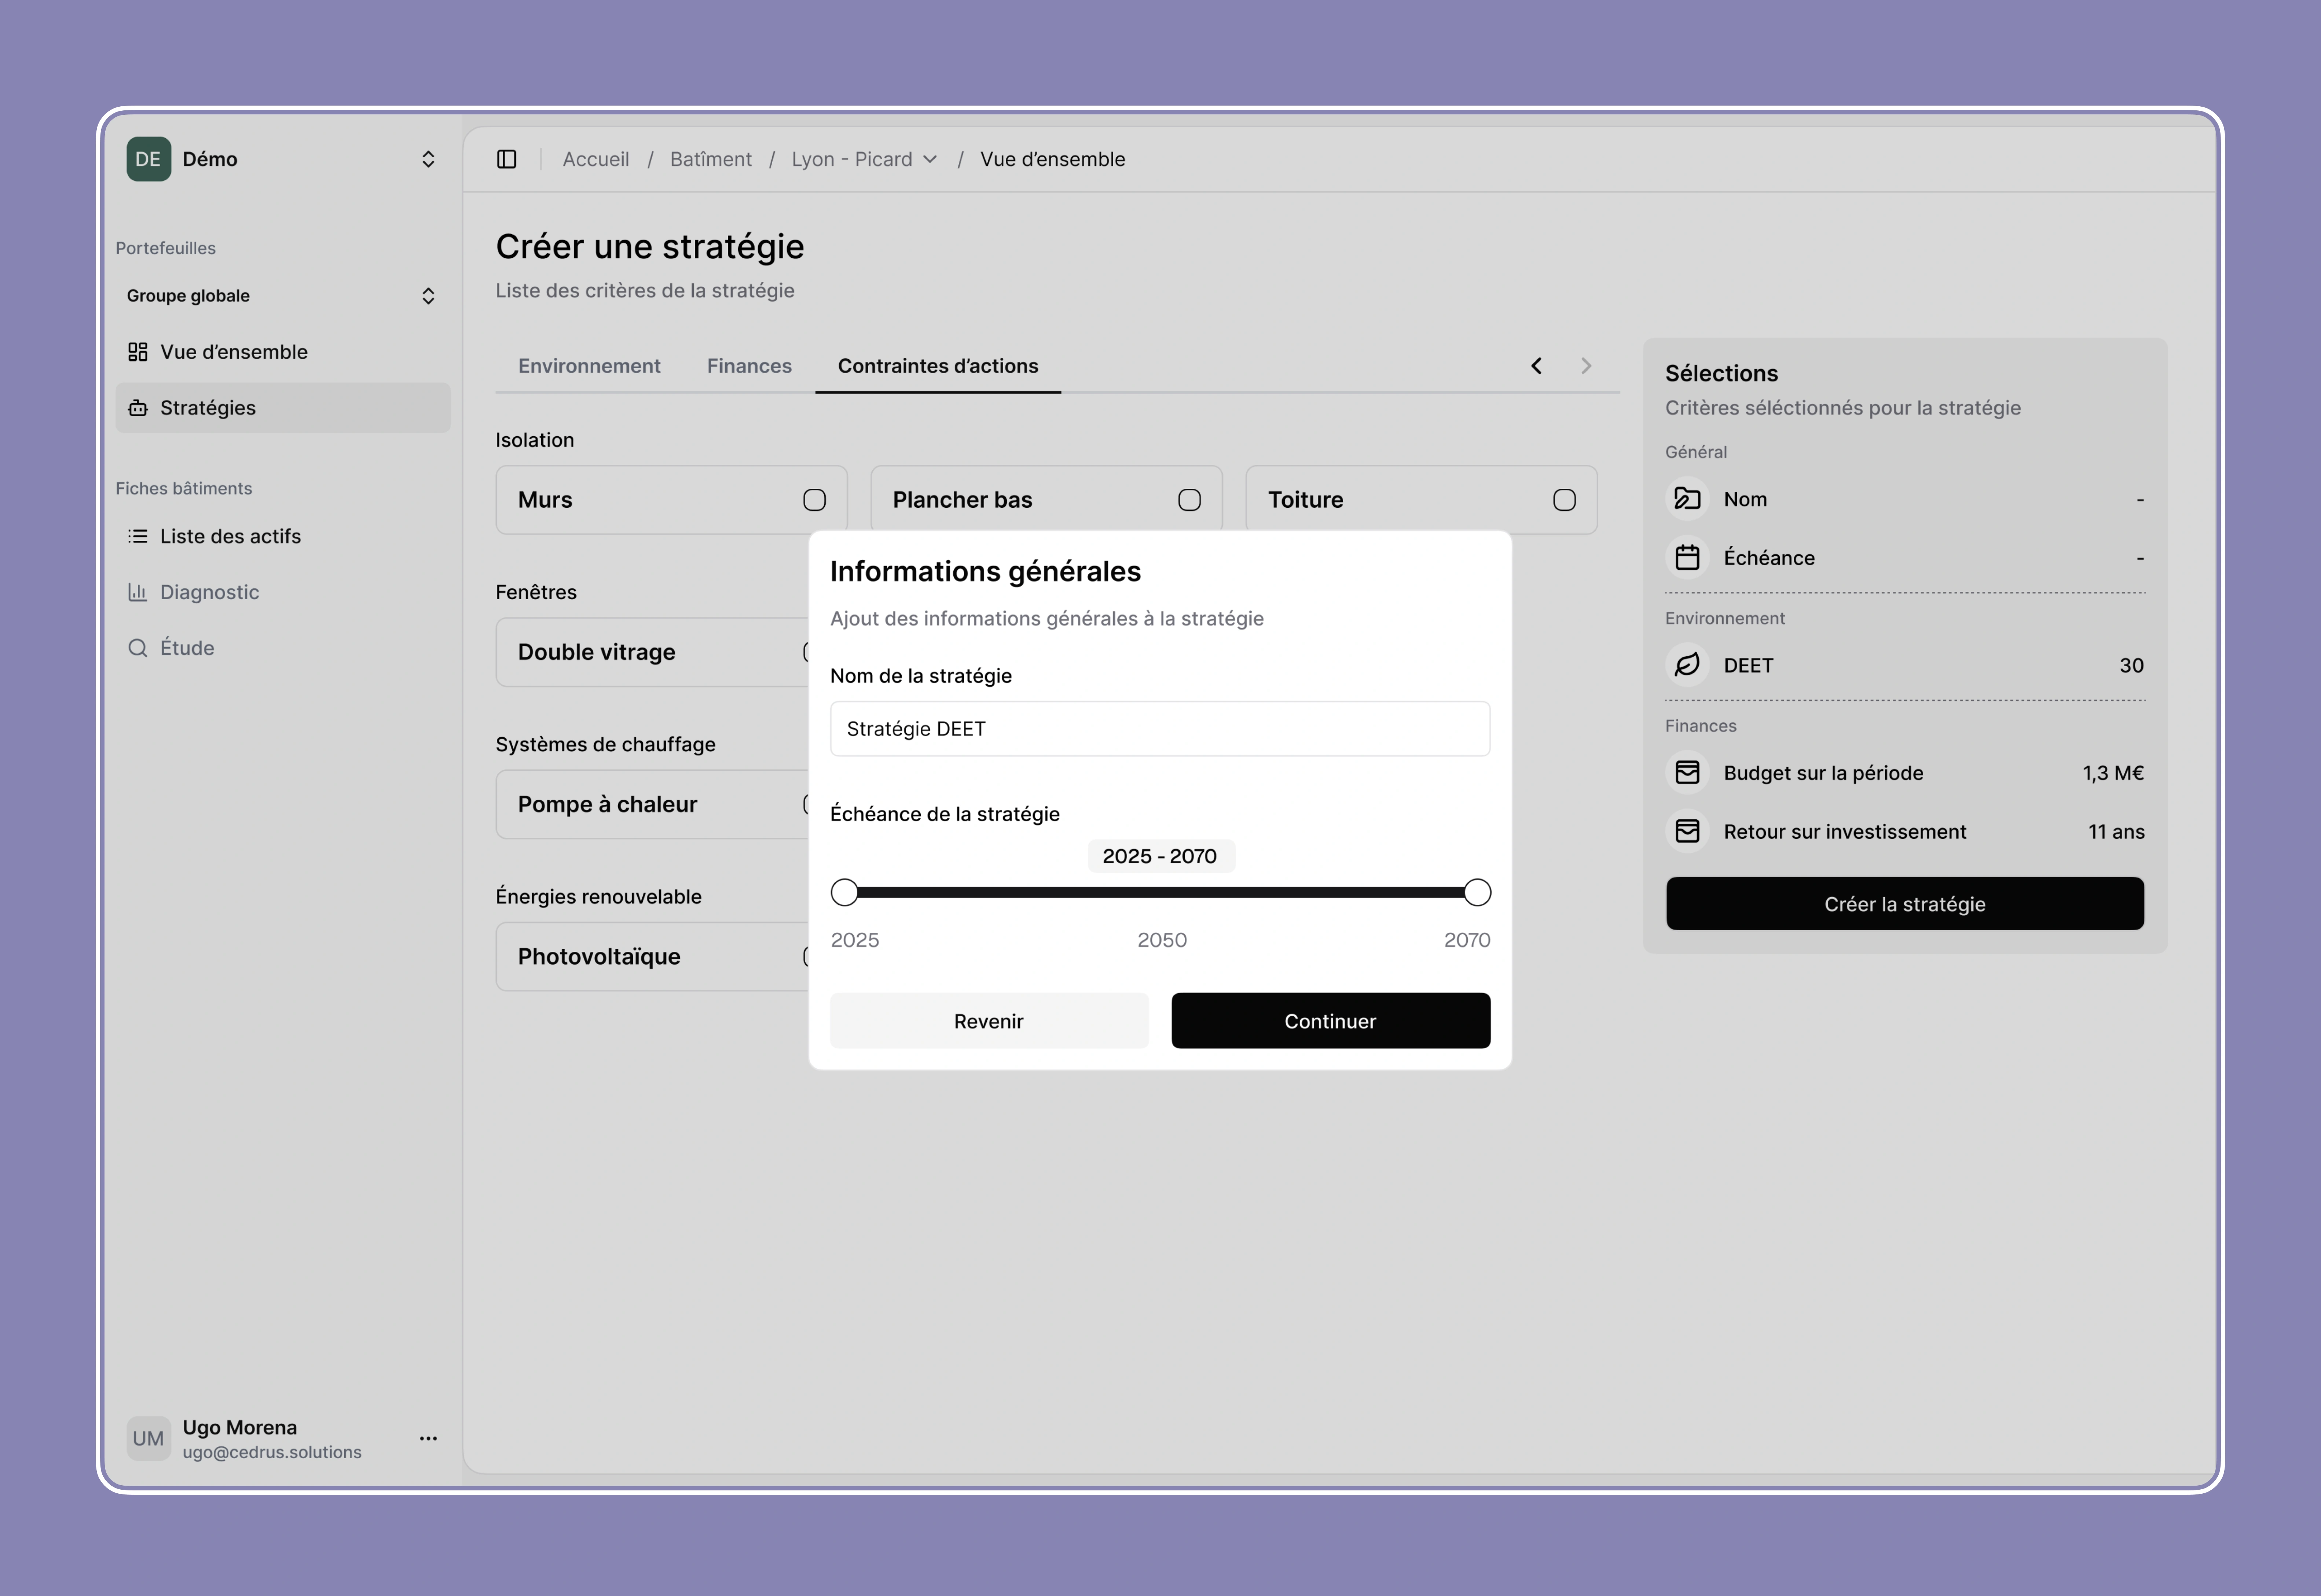 DE Démo
Portefeuilles
Groupe globale
Vue d’ensemble
Stratégies
Fiches bâtiments
Liste des actifs
Diagnostic
Étude
UM Ugo Morena
ugo@cedrus.solutions
Accueil / Batîment / Lyon - Picard / Vue d’ensemble
Créer une stratégie
Liste des critères de la stratégie
Environnement Finances Contraintes d’actions
Isolation
Murs Plancher bas Toiture
Fenêtres
Double vitrage
Systèmes de chauffage
Pompe à chaleur
Énergies renouvelable
Photovoltaïque
Informations générales
Ajout des informations générales à la stratégie
Nom de la stratégie
Stratégie DEET
Échéance de la stratégie
2025 - 2070
2025 2050 2070
Revenir Continuer
Sélections
Critères séléctionnés pour la stratégie
Général
Nom -
Échéance -
Environnement
DEET 30
Finances
Budget sur la période 1,3 M€
Retour sur investissement 11 ans
Créer la stratégie